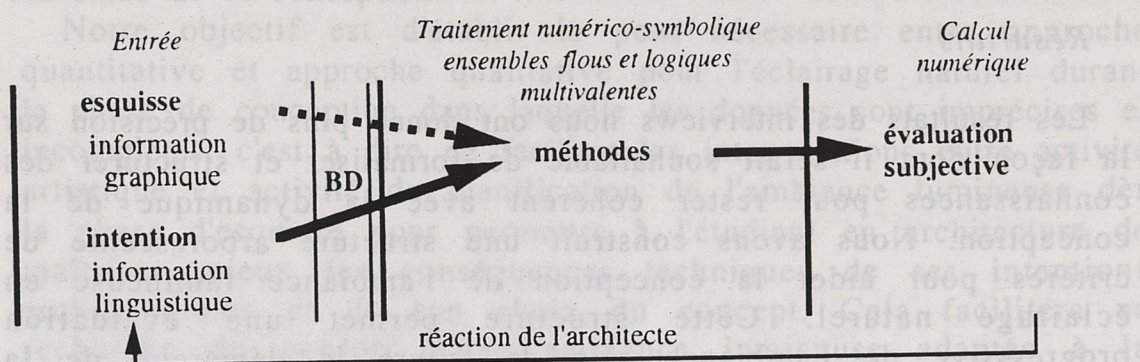 Entrée
esquisse
information
graphique
intention
information
linguistique
BD
Traitement numérico-symbolique
ensembles flous et logiques
multivalentes
méthodes
réaction de l'architecte
Calcul
numérique
évaluation
subjective